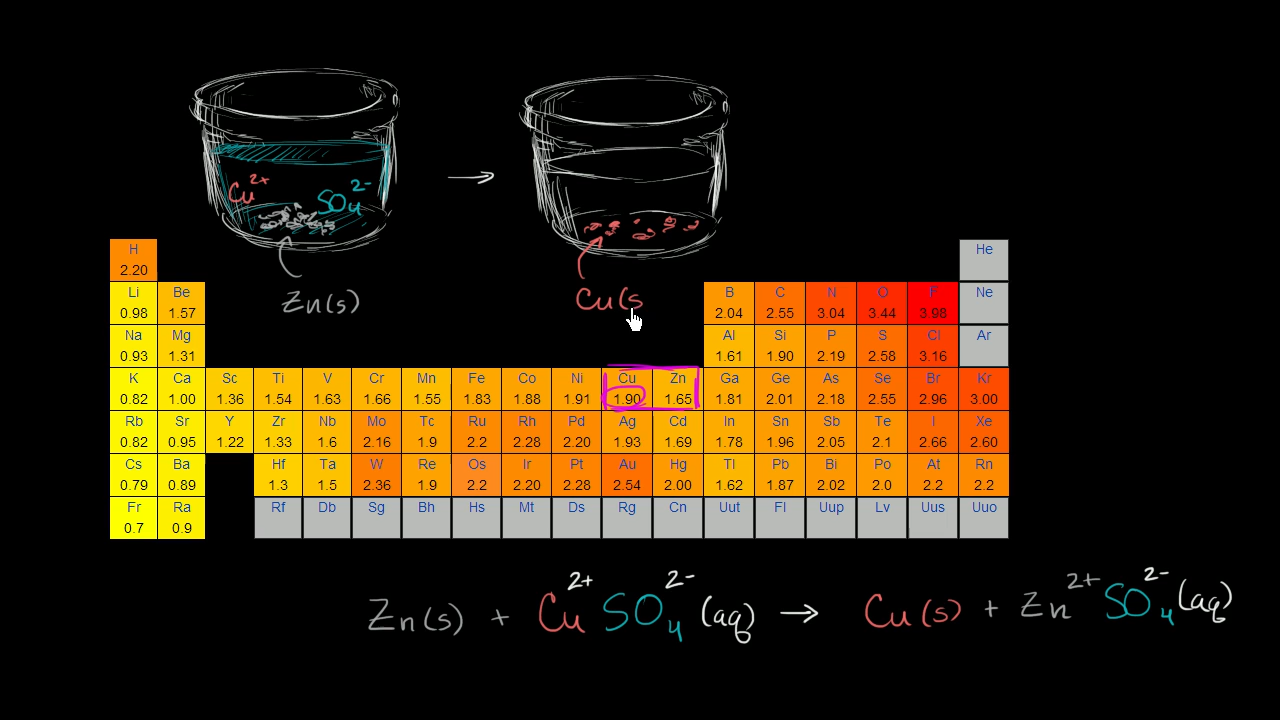 Cu²⁺ SO₄²⁻
Zn(s)
Cu(s
H He
2.20
Li Be B C N O F Ne
0.98 1.57 2.04 2.55 3.04 3.44 3.98
Na Mg Al Si P S Cl Ar
0.93 1.31 1.61 1.90 2.19 2.58 3.16
K Ca Sc Ti V Cr Mn Fe Co Ni Cu Zn Ga Ge As Se Br Kr
0.82 1.00 1.36 1.54 1.63 1.66 1.55 1.83 1.88 1.91 1.90 1.65 1.81 2.01 2.18 2.55 2.96 3.00
Rb Sr Y Zr Nb Mo Tc Ru Rh Pd Ag Cd In Sn Sb Te I Xe
0.82 0.95 1.22 1.33 1.6 2.16 1.9 2.2 2.28 2.20 1.93 1.69 1.78 1.96 2.05 2.1 2.66 2.60
Cs Ba Hf Ta W Re Os Ir Pt Au Hg Tl Pb Bi Po At Rn
0.79 0.89 1.3 1.5 2.36 1.9 2.2 2.20 2.28 2.54 2.00 1.62 1.87 2.02 2.0 2.2 2.2
Fr Ra Rf Db Sg Bh Hs Mt Ds Rg Cn Uut Fl Uup Lv Uus Uuo
0.7 0.9
Zn(s) + Cu²⁺SO₄²⁻(aq) → Cu(s) + Zn²⁺SO₄²⁻(aq)